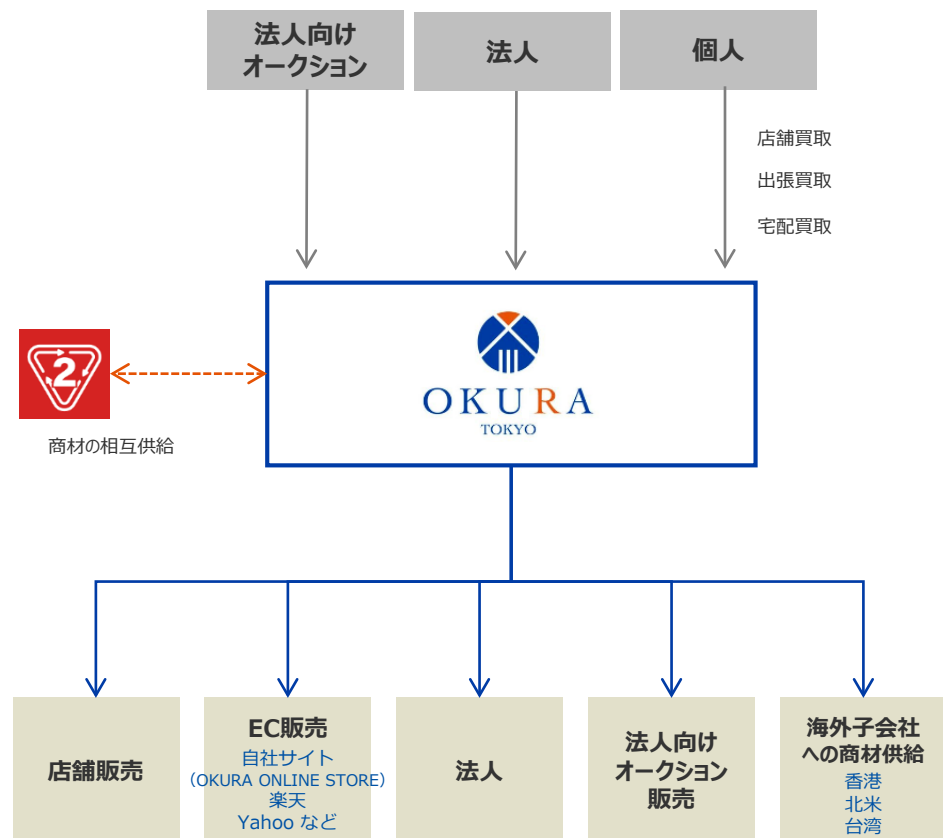 法人向け
オークション
法人
個人
店舗買取
出張買取
宅配買取
2
OKURA
TOKYO
商材の相互供給
店舗販売
EC販売
自社サイト
(OKURA ONLINE STORE)
楽天
Yahoo など
法人
法人向け
オークション
販売
海外子会社
への商材供給
香港
北米
台湾